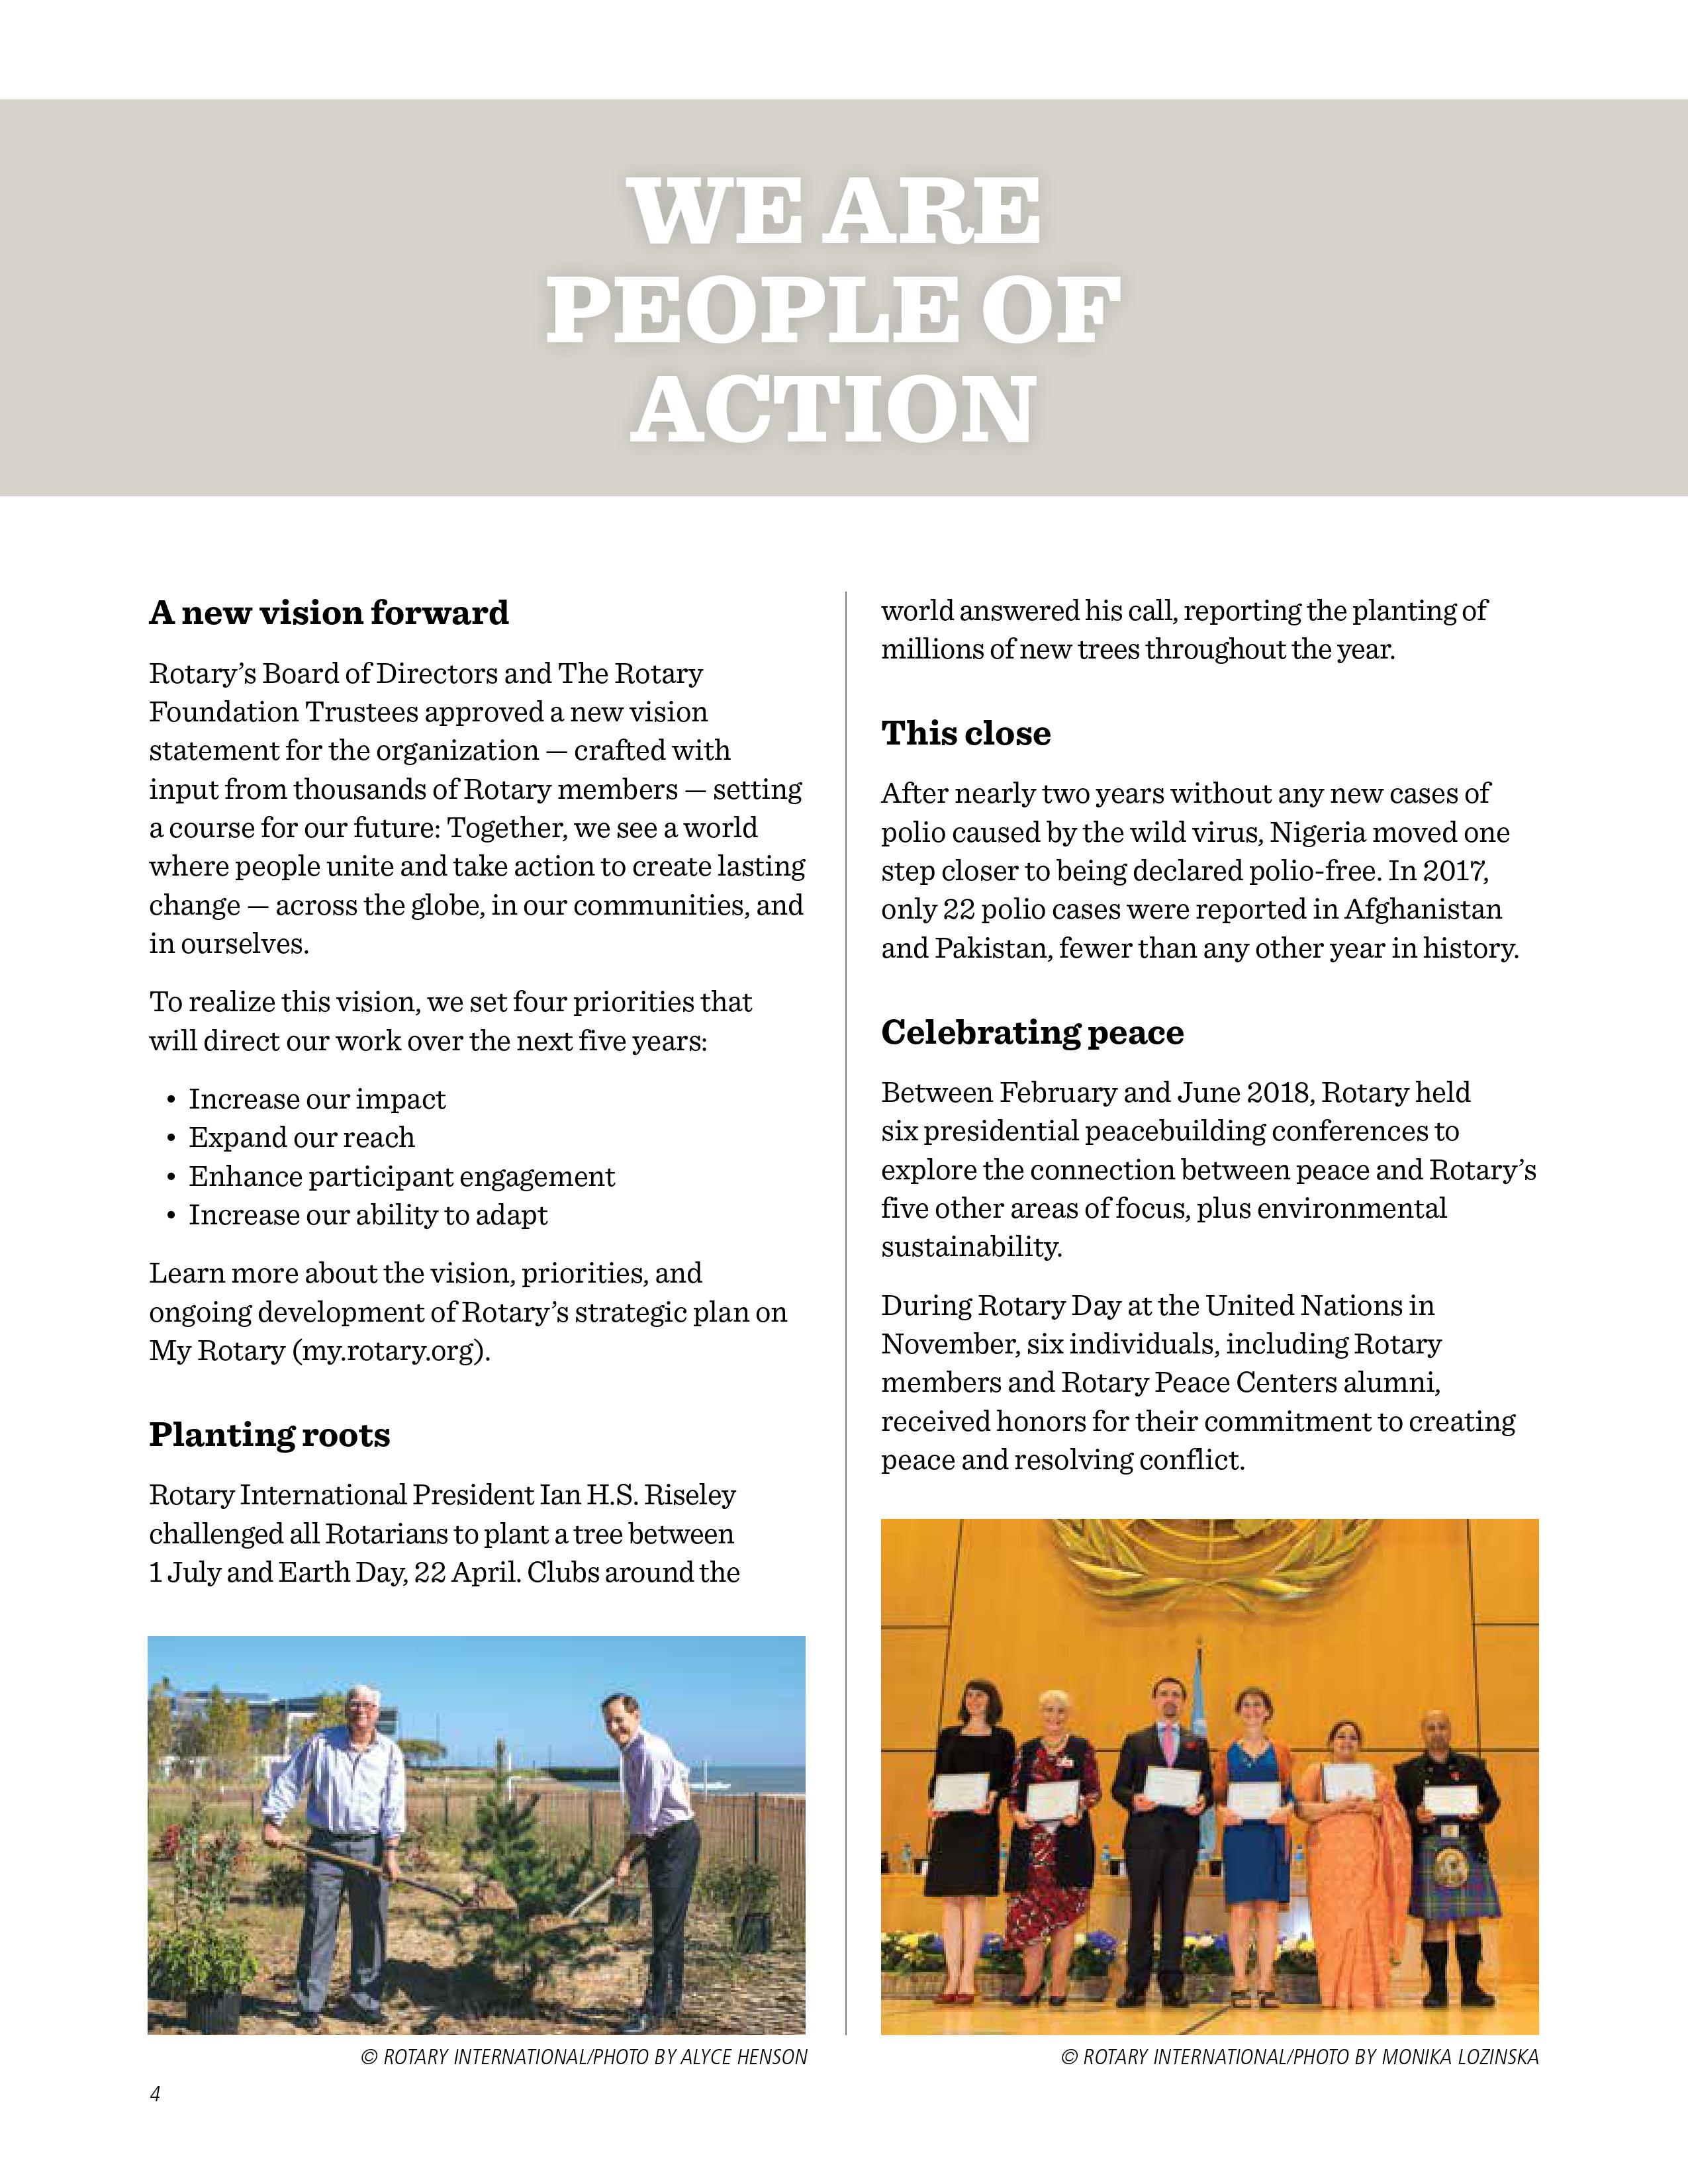 WE ARE
PEOPLE OF
ACTION
A new vision forward
Rotary’s Board of Directors and The Rotary
Foundation Trustees approved a new vision
statement for the organization — crafted with
input from thousands of Rotary members — setting
a course for our future: Together, we see a world
where people unite and take action to create lasting
change — across the globe, in our communities, and
in ourselves.
To realize this vision, we set four priorities that
will direct our work over the next five years:
• Increase our impact
• Expand our reach
• Enhance participant engagement
• Increase our ability to adapt
Learn more about the vision, priorities, and
ongoing development of Rotary’s strategic plan on
My Rotary (my.rotary.org).
Planting roots
Rotary International President Ian H.S. Riseley
challenged all Rotarians to plant a tree between
1 July and Earth Day, 22 April. Clubs around the
© ROTARY INTERNATIONAL/PHOTO BY ALYCE HENSON
world answered his call, reporting the planting of
millions of new trees throughout the year.
This close
After nearly two years without any new cases of
polio caused by the wild virus, Nigeria moved one
step closer to being declared polio-free. In 2017,
only 22 polio cases were reported in Afghanistan
and Pakistan, fewer than any other year in history.
Celebrating peace
Between February and June 2018, Rotary held
six presidential peacebuilding conferences to
explore the connection between peace and Rotary’s
five other areas of focus, plus environmental
sustainability.
During Rotary Day at the United Nations in
November, six individuals, including Rotary
members and Rotary Peace Centers alumni,
received honors for their commitment to creating
peace and resolving conflict.
© ROTARY INTERNATIONAL/PHOTO BY MONIKA LOZINSKA
4